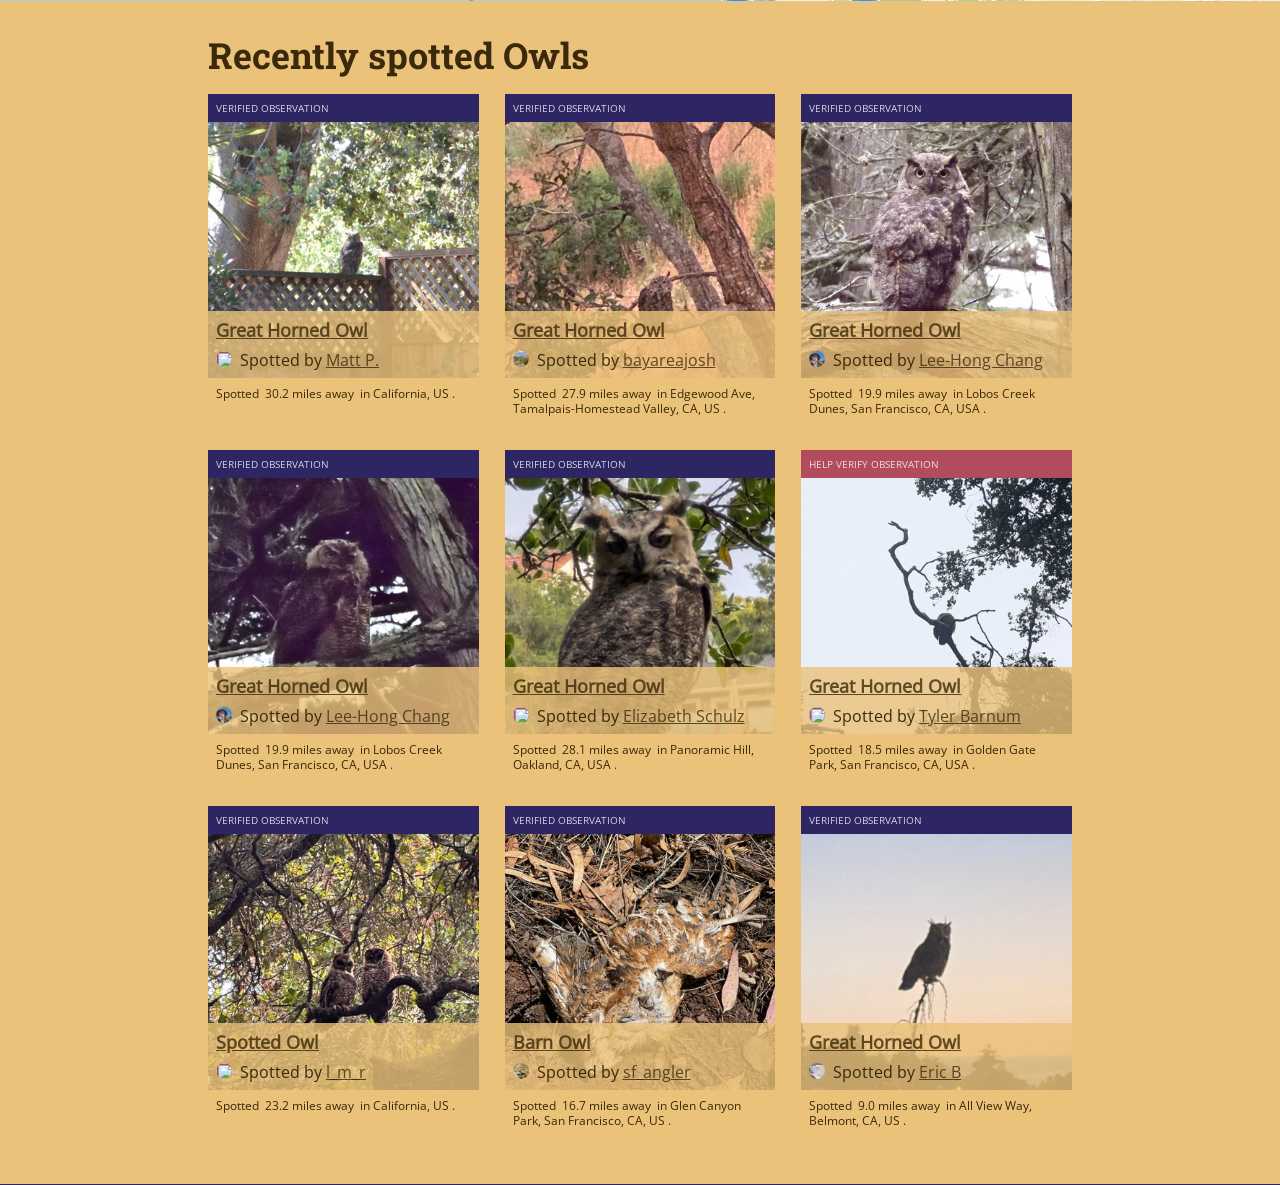 Recently spotted Owls
VERIFIED OBSERVATION
Great Horned Owl
Spotted by Matt P.
Spotted 30.2 miles away in California, US .
VERIFIED OBSERVATION
Great Horned Owl
Spotted by bayareajosh
Spotted 27.9 miles away in Edgewood Ave,
Tamalpais-Homestead Valley, CA, US .
VERIFIED OBSERVATION
Great Horned Owl
Spotted by Lee-Hong Chang
Spotted 19.9 miles away in Lobos Creek
Dunes, San Francisco, CA, USA .
VERIFIED OBSERVATION
Great Horned Owl
Spotted by Lee-Hong Chang
Spotted 19.9 miles away in Lobos Creek
Dunes, San Francisco, CA, USA .
VERIFIED OBSERVATION
Great Horned Owl
Spotted by Elizabeth Schulz
Spotted 28.1 miles away in Panoramic Hill,
Oakland, CA, USA .
HELP VERIFY OBSERVATION
Great Horned Owl
Spotted by Tyler Barnum
Spotted 18.5 miles away in Golden Gate
Park, San Francisco, CA, USA .
VERIFIED OBSERVATION
Spotted Owl
Spotted by l_m_r
Spotted 23.2 miles away in California, US .
VERIFIED OBSERVATION
Barn Owl
Spotted by sf_angler
Spotted 16.7 miles away in Glen Canyon
Park, San Francisco, CA, US .
VERIFIED OBSERVATION
Great Horned Owl
Spotted by Eric B
Spotted 9.0 miles away in All View Way,
Belmont, CA, US .